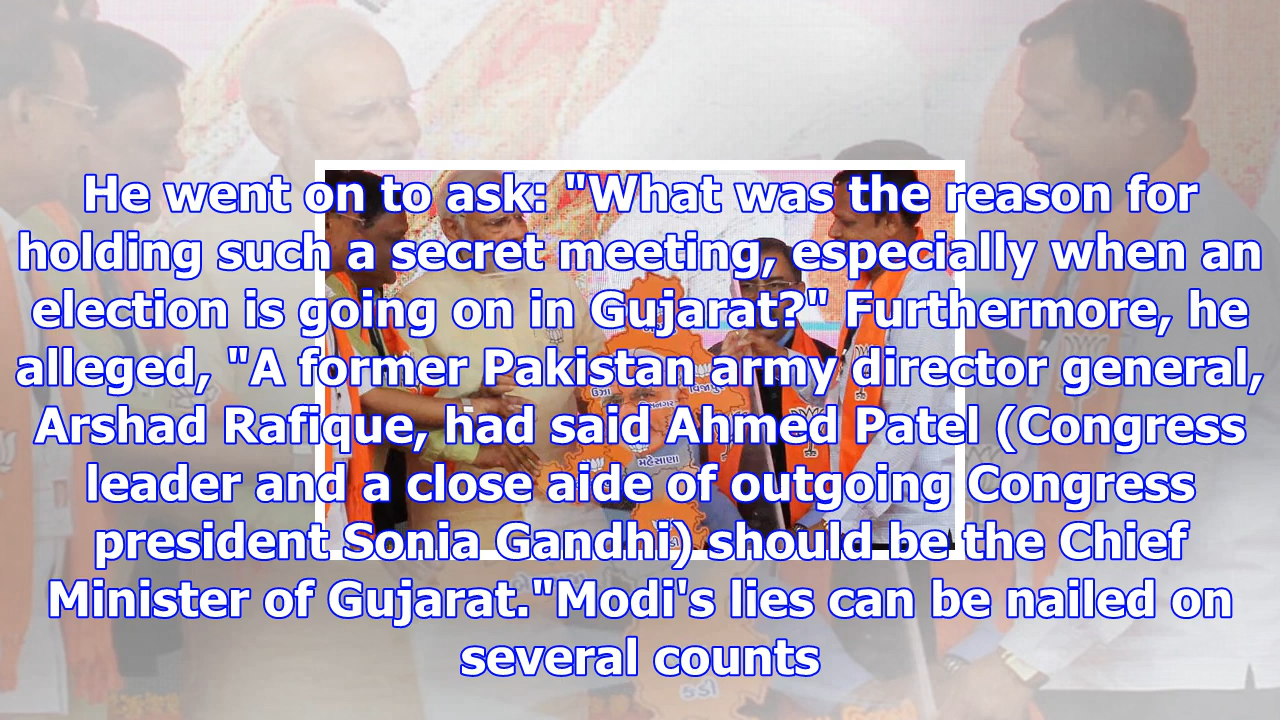 He went on to ask: "What was the reason for
holding such a secret meeting, especially when an
election is going on in Gujarat?" Furthermore, he
alleged, "A former Pakistan army director general,
Arshad Rafique, had said Ahmed Patel (Congress
leader and a close aide of outgoing Congress
president Sonia Gandhi) should be the Chief
Minister of Gujarat."Modi's lies can be nailed on
several counts
મહેસાણા
કડી